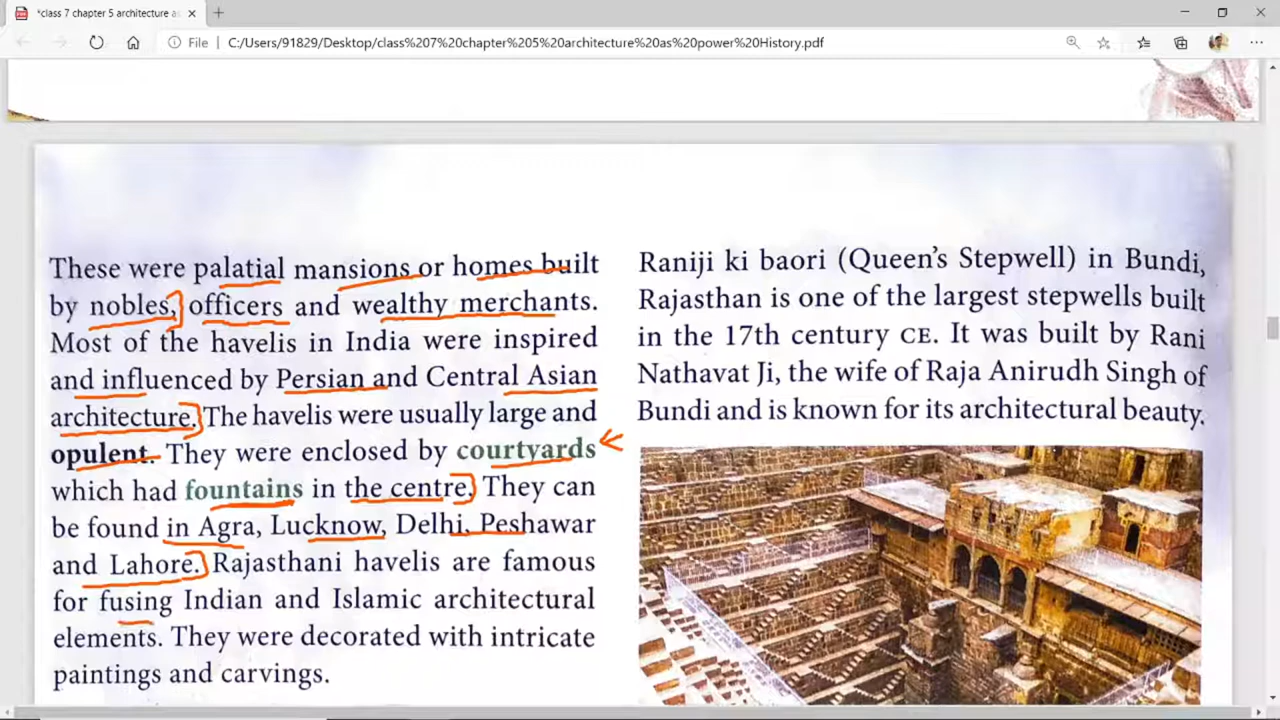 *class 7 chapter 5 architecture as
File
C:/Users/91829/Desktop/class%207%20chapter%205%20architecture%20as%20power%20History.pdf
These were palatial mansions or homes built
by nobles, officers and wealthy merchants.
Most of the havelis in India were inspired
and influenced by Persian and Central Asian
architecture. The havelis were usually large and
opulent. They were enclosed by courtyards
which had fountains in the centre. They can
be found in Agra, Lucknow, Delhi, Peshawar
and Lahore. Rajasthani havelis are famous
for fusing Indian and Islamic architectural
elements. They were decorated with intricate
paintings and carvings.
Raniji ki baori (Queen's Stepwell) in Bundi,
Rajasthan is one of the largest stepwells built
in the 17th century CE. It was built by Rani
Nathavat Ji, the wife of Raja Anirudh Singh of
Bundi and is known for its architectural beauty.